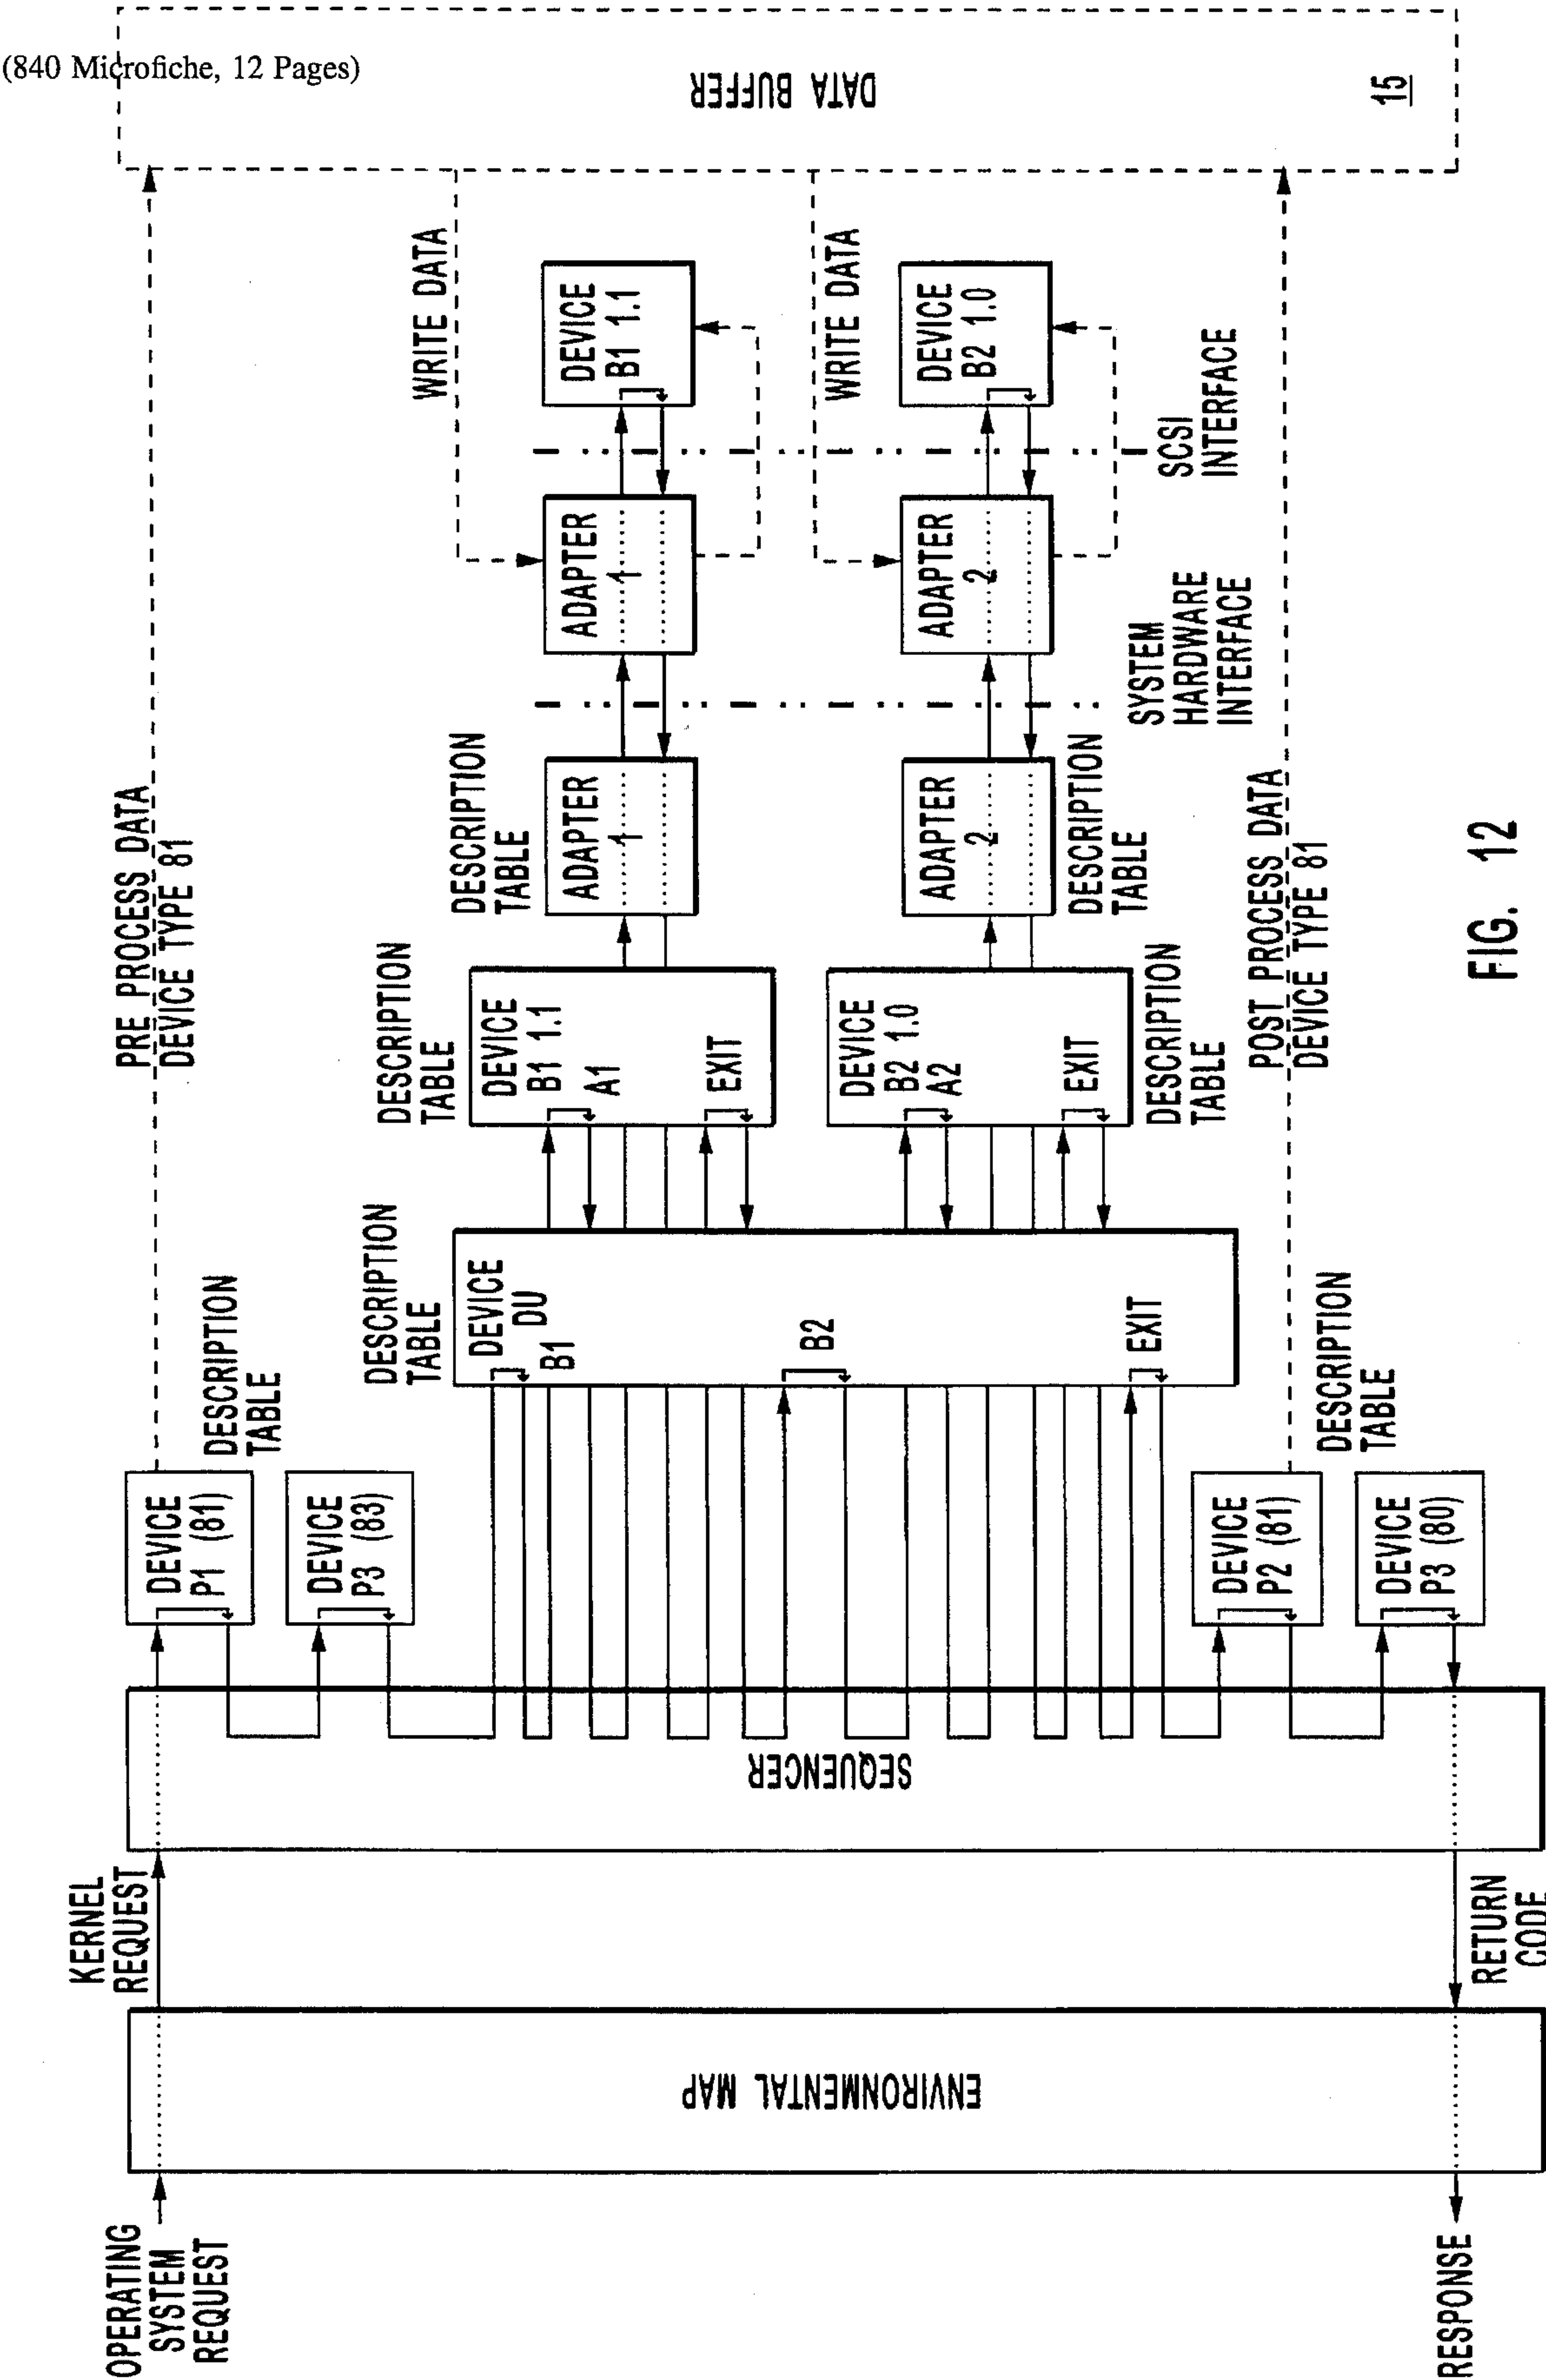 (840 Microfiche, 12 Pages)
OPERATING
SYSTEM
REQUEST
RESPONSE
ENVIRONMENTAL MAP
KERNEL
REQUEST
RETURN
CODE
SEQUENCER
DEVICE
P1 (81)
DESCRIPTION
TABLE
DEVICE
P3 (83)
DEVICE
P2 (81)
DEVICE
P3 (80)
DESCRIPTION
TABLE
DESCRIPTION
TABLE
DEVICE
DU
B1
B2
EXIT
PRE PROCESS DATA
DEVICE TYPE 81
POST PROCESS DATA
DEVICE TYPE 81
DESCRIPTION
TABLE
DEVICE
B1 1.1
A1
EXIT
DEVICE
B2 1.0
A2
EXIT
DESCRIPTION
TABLE
DESCRIPTION
TABLE
ADAPTER
1
ADAPTER
2
DESCRIPTION
TABLE
SYSTEM
HARDWARE
INTERFACE
ADAPTER
1
ADAPTER
2
SCSI
INTERFACE
WRITE DATA
DEVICE
B1 1.1
WRITE DATA
DEVICE
B2 1.0
DATA BUFFER
15
FIG. 12